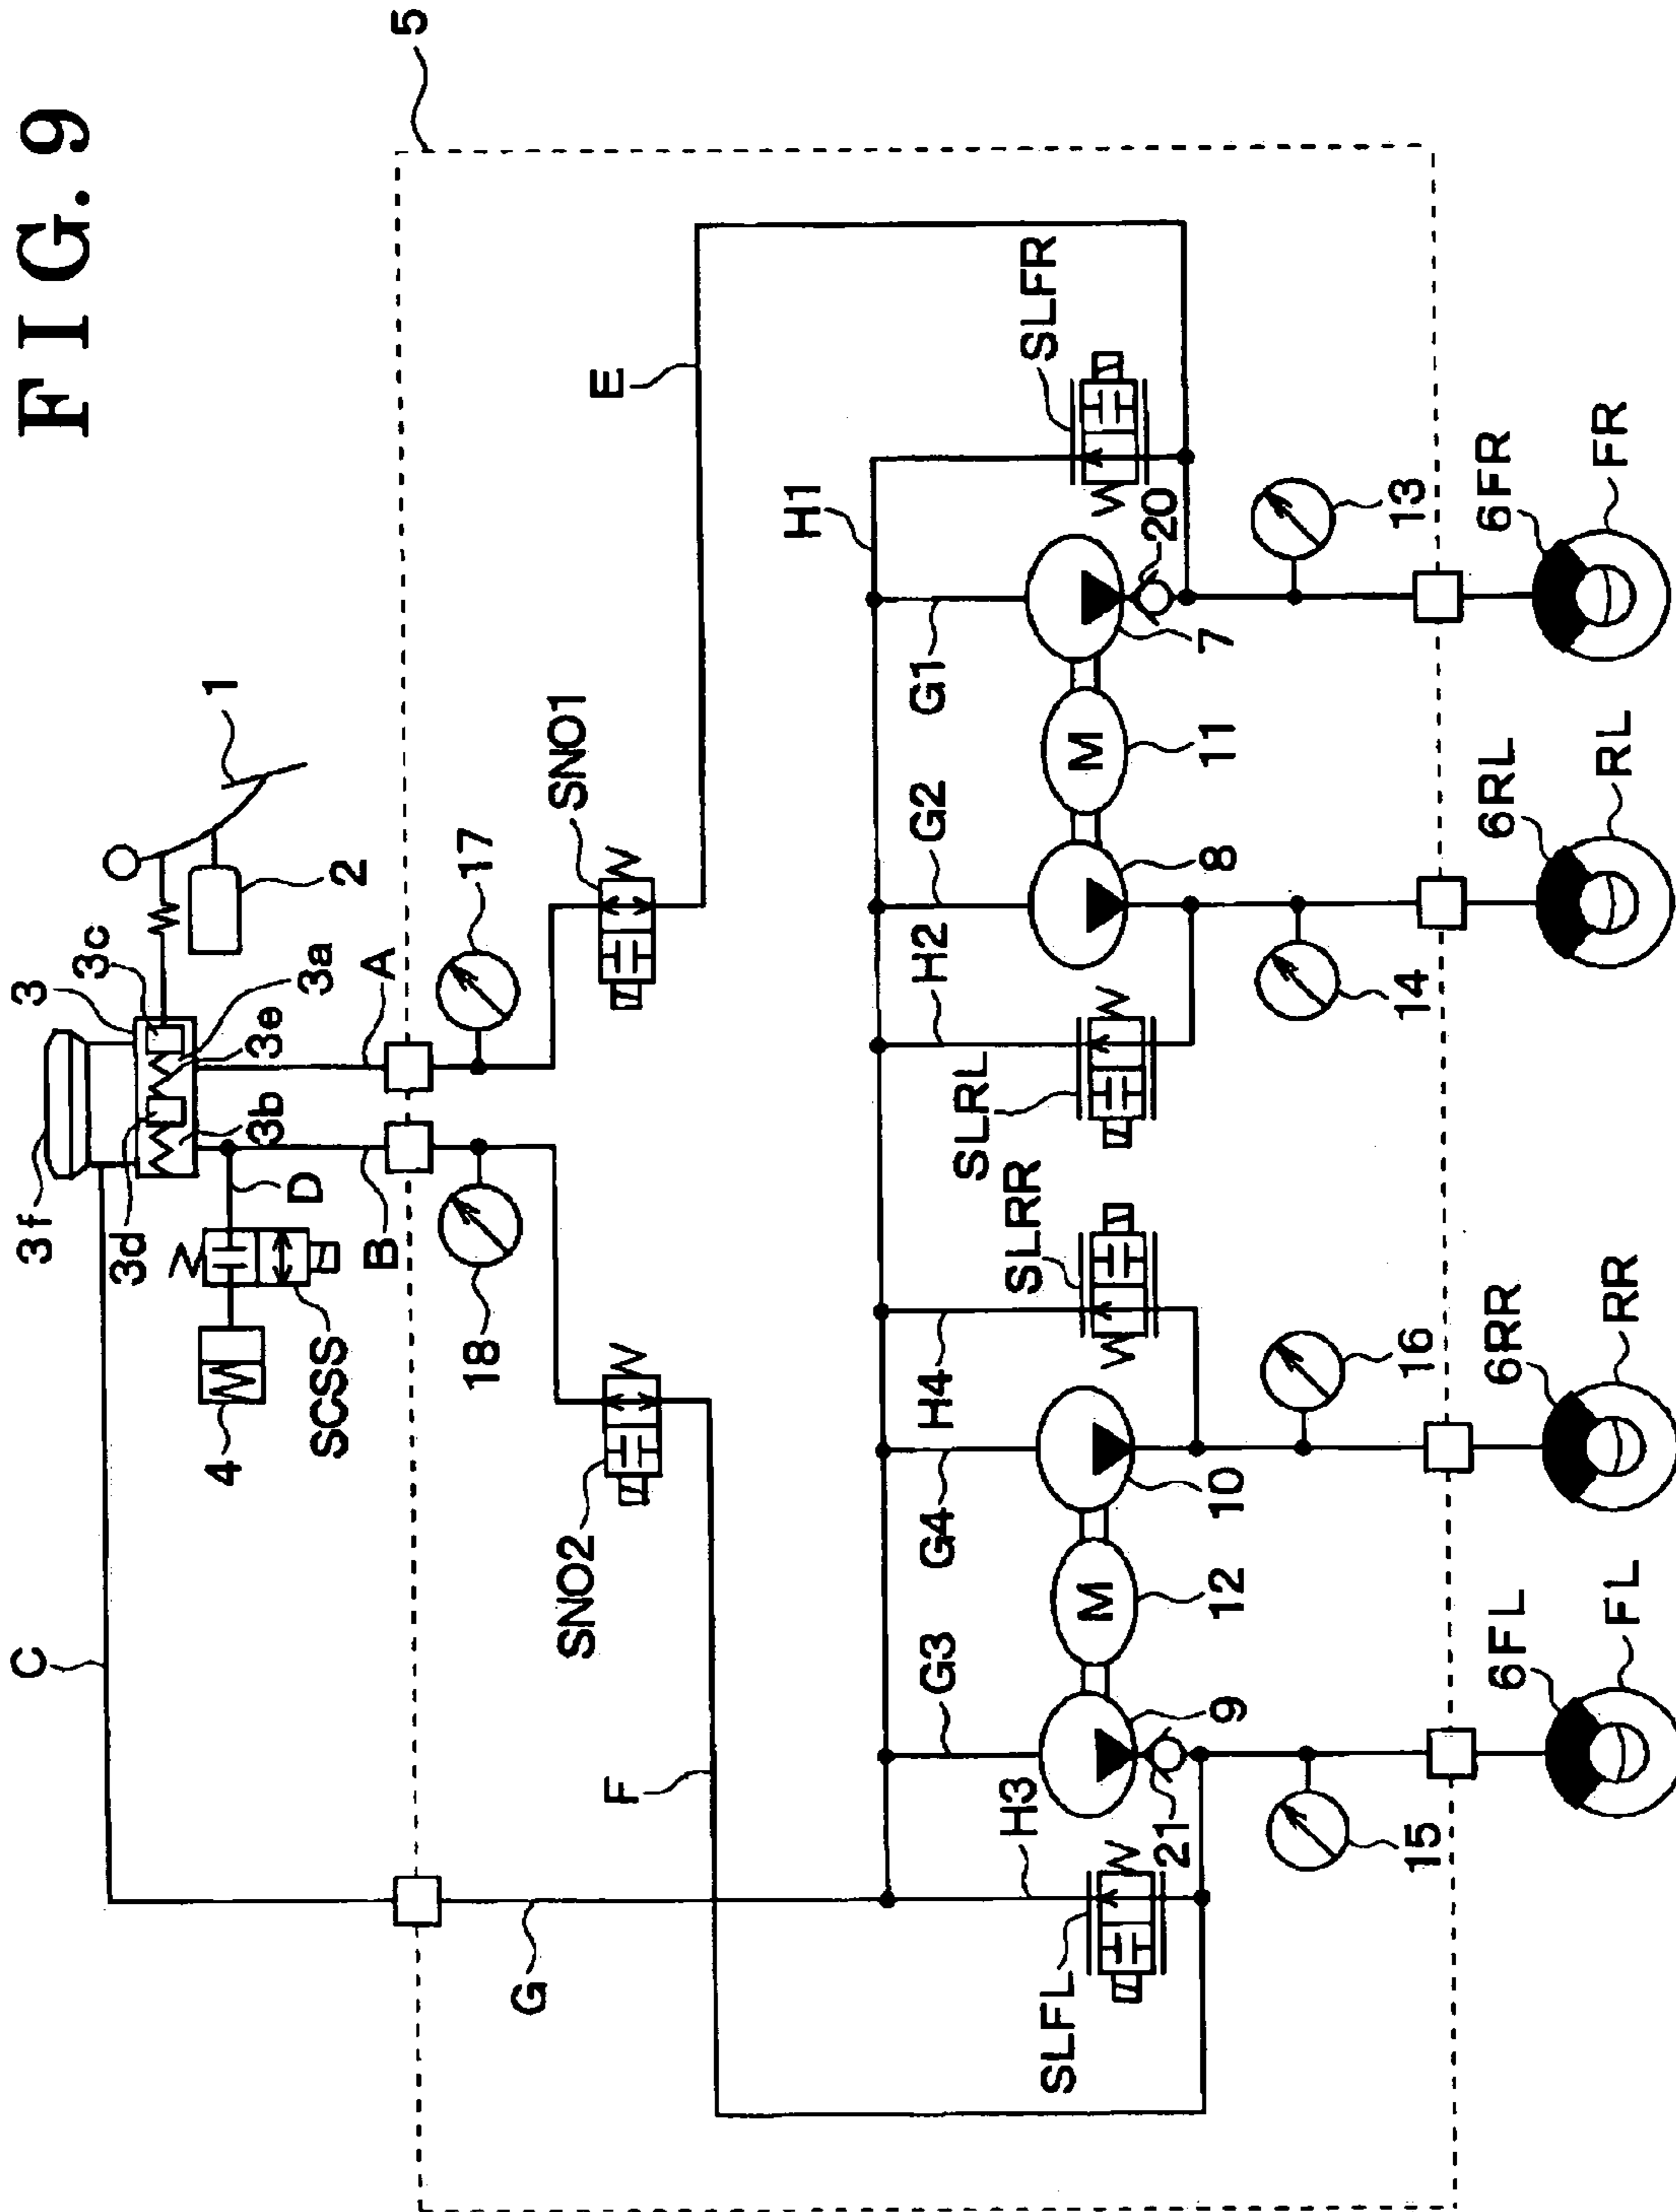 FIG. 9
5
1
2
3
3c
3a
3e
3f
3d
3b
A
B
C
D
4
SCSS
17
18
SNO1
SNO2
E
F
G
H1
G1
G2
H2
H4
G4
G3
H3
SLFR
SLRL
SLRR
SLFL
20
7
11
M
8
10
12
M
9
21
13
14
16
15
6FR
FR
6RL
RL
6RR
RR
6FL
FL